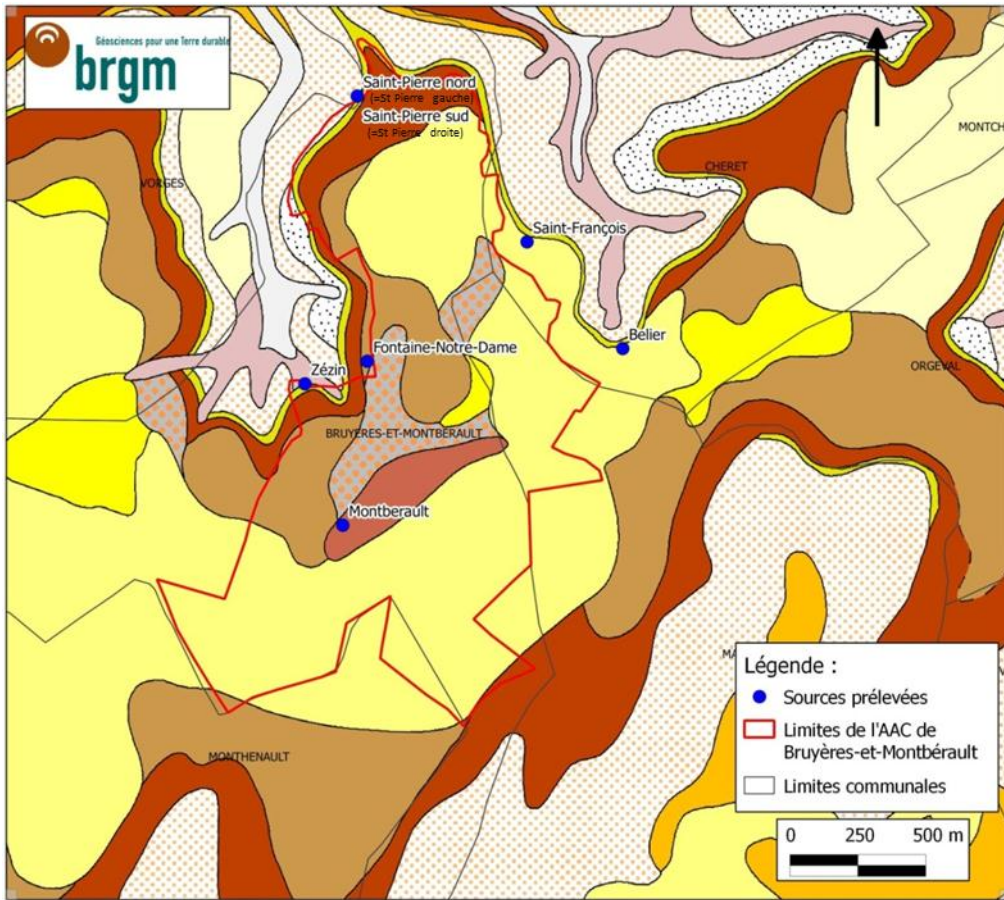 Géosciences pour une Terre durable
brgm
Saint-Pierre nord
(=St Pierre gauche)
Saint-Pierre sud
(=St Pierre droite)
MONTCH
VORGES
CHERET
Saint-François
Belier
Fontaine-Notre-Dame
ORGEVAL
Zézin
BRUYERES-ET-MONTBERAULT
Montberault
MA
MONTHENAULT
Légende :
Sources prélevées
Limites de l'AAC de
Bruyères-et-Montbérault
Limites communales
0 250 500 m